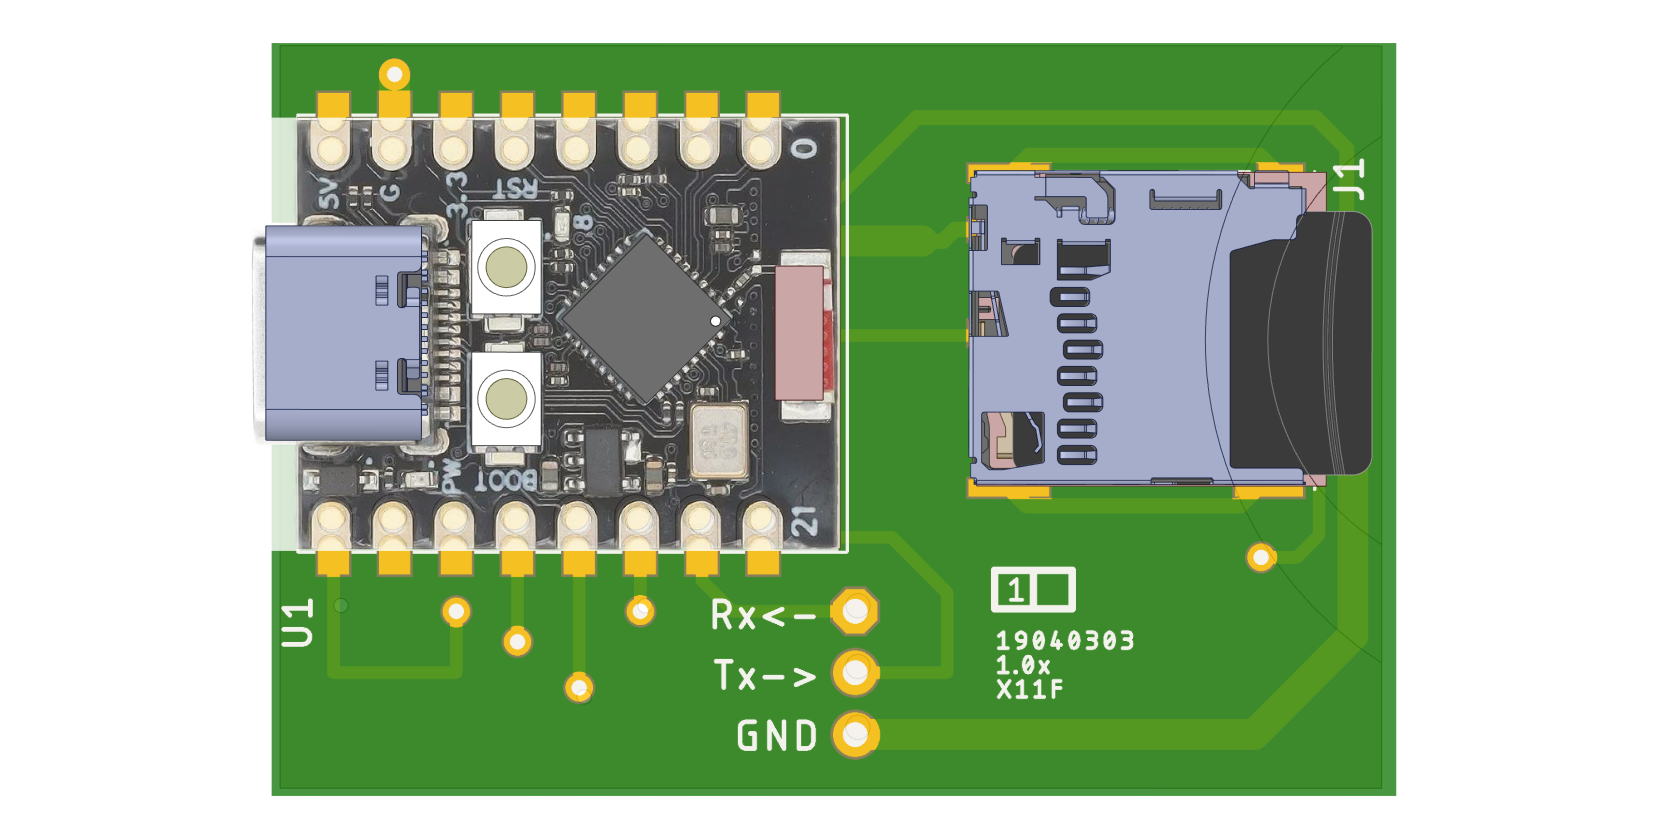 0
5V
G
3.3
RST
8
J1
PW
BOOT
21
U1
Rx<-
Tx->
GND
1
19040303
1.0x
X11F